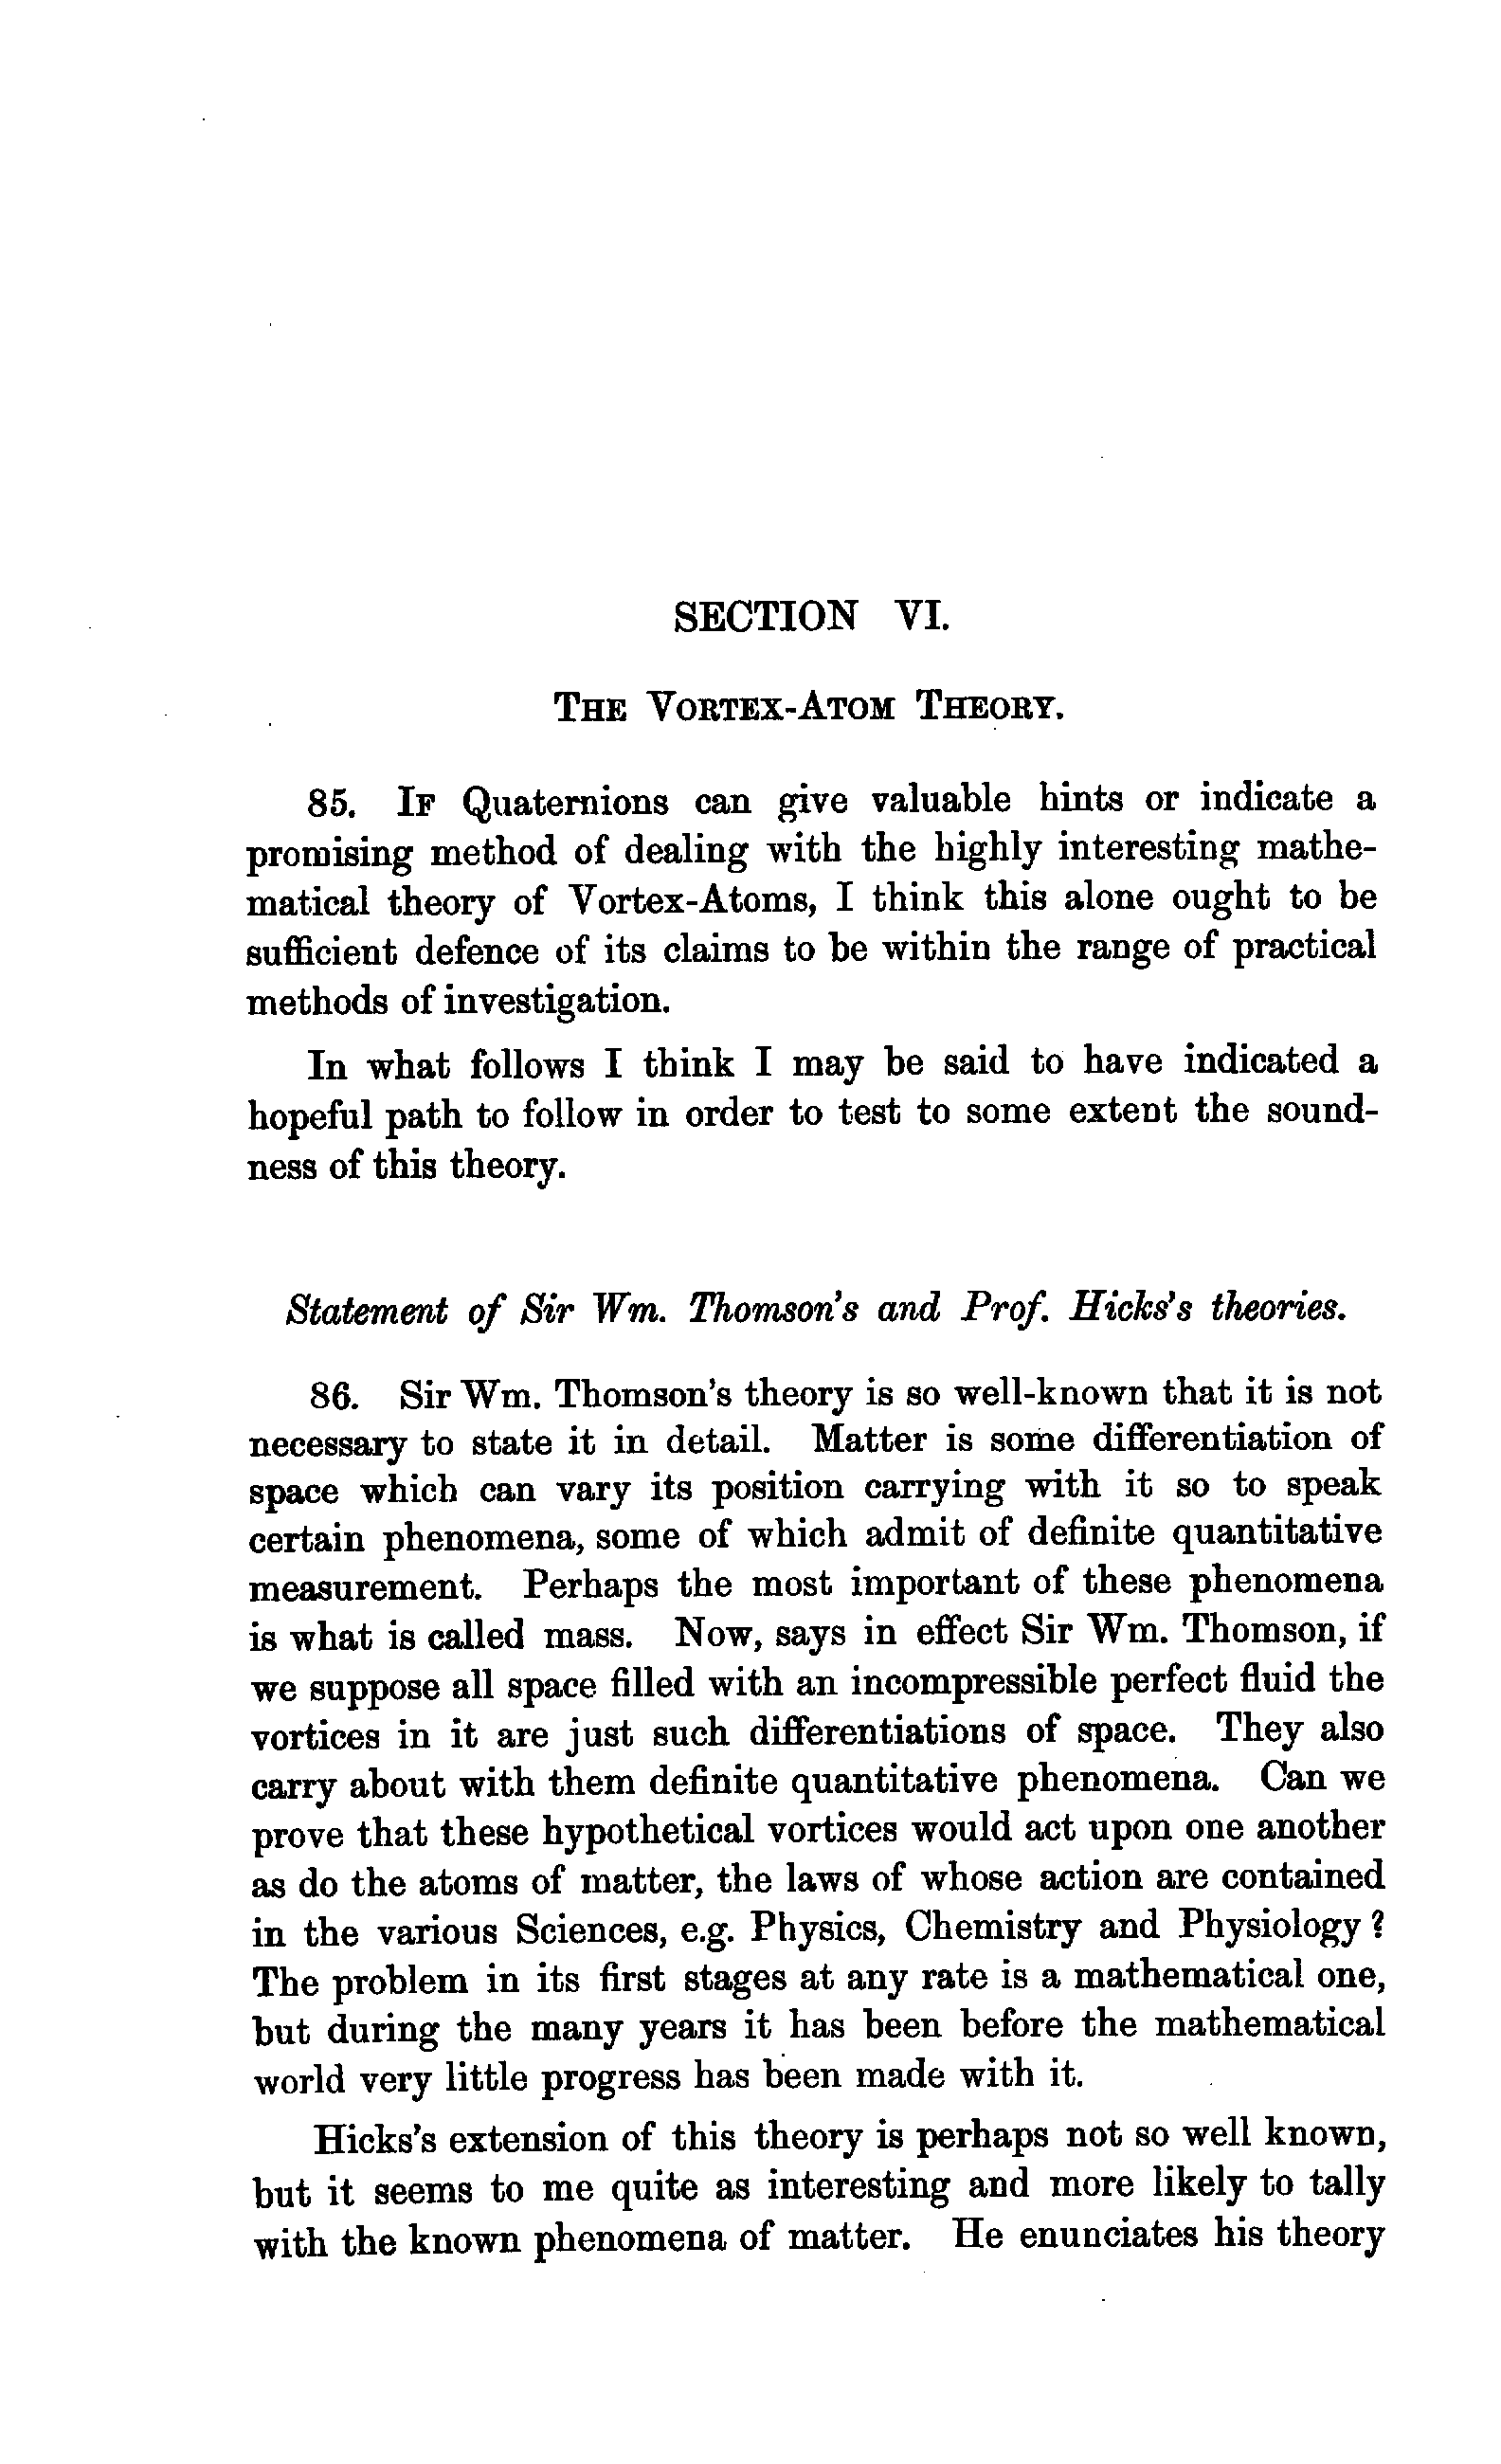 SECTION VI.
THE VORTEX-ATOM THEORY.
85. IF Quaternions can give valuable hints or indicate a
promising method of dealing with the highly interesting mathe-
matical theory of Vortex-Atoms, I think this alone ought to be
sufficient defence of its claims to be within the range of practical
methods of investigation.
In what follows I think I may be said to have indicated a
hopeful path to follow in order to test to some extent the sound-
ness of this theory.
Statement of Sir Wm. Thomson's and Prof. Hicks's theories.
86. Sir Wm. Thomson's theory is so well-known that it is not
necessary to state it in detail. Matter is some differentiation of
space which can vary its position carrying with it so to speak
certain phenomena, some of which admit of definite quantitative
measurement. Perhaps the most important of these phenomena
is what is called mass. Now, says in effect Sir Wm. Thomson, if
we suppose all space filled with an incompressible perfect fluid the
vortices in it are just such differentiations of space. They also
carry about with them definite quantitative phenomena. Can we
prove that these hypothetical vortices would act upon one another
as do the atoms of matter, the laws of whose action are contained
in the various Sciences, e.g. Physics, Chemistry and Physiology?
The problem in its first stages at any rate is a mathematical one,
but during the many years it has been before the mathematical
world very little progress has been made with it.
Hicks's extension of this theory is perhaps not so well known,
but it seems to me quite as interesting and more likely to tally
with the known phenomena of matter. He enunciates his theory